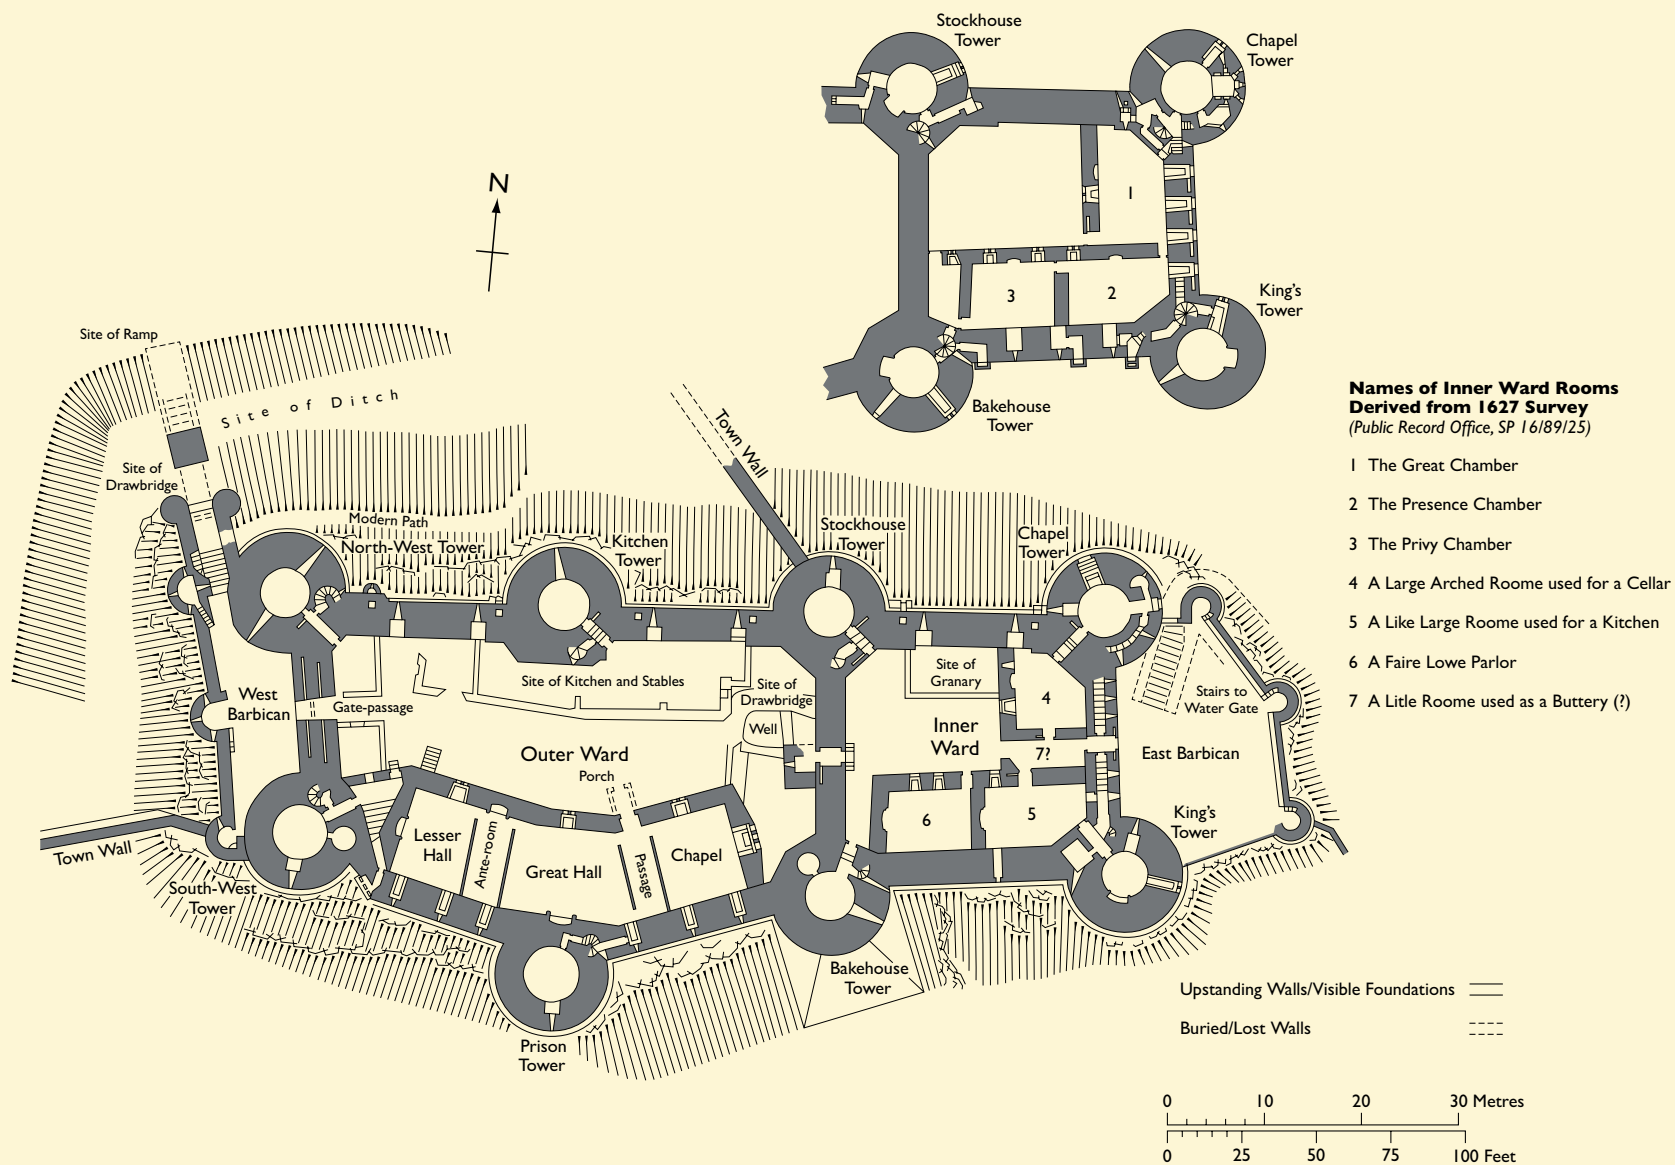 Stockhouse
Tower
Chapel
Tower
1
3
2
King's
Tower
Bakehouse
Tower
N
Names of Inner Ward Rooms
Derived from 1627 Survey
(Public Record Office, SP 16/89/25)
1 The Great Chamber
2 The Presence Chamber
3 The Privy Chamber
4 A Large Arched Roome used for a Cellar
5 A Like Large Roome used for a Kitchen
6 A Faire Lowe Parlor
7 A Litle Roome used as a Buttery (?)
Site of Ramp
Site of Ditch
Site of
Drawbridge
Modern Path
North-West Tower
Kitchen
Tower
Town Wall
Stockhouse
Tower
Chapel
Tower
West
Barbican
Gate-passage
Site of Kitchen and Stables
Site of
Drawbridge
Well
Site of
Granary
4
Stairs to
Water Gate
Outer Ward
Inner
Ward
7?
East Barbican
Porch
Lesser
Hall
Ante-room
Great Hall
Passage
Chapel
6
5
King's
Tower
Town Wall
South-West
Tower
Prison
Tower
Bakehouse
Tower
Upstanding Walls/Visible Foundations
Buried/Lost Walls
0 10 20 30 Metres
0 25 50 75 100 Feet